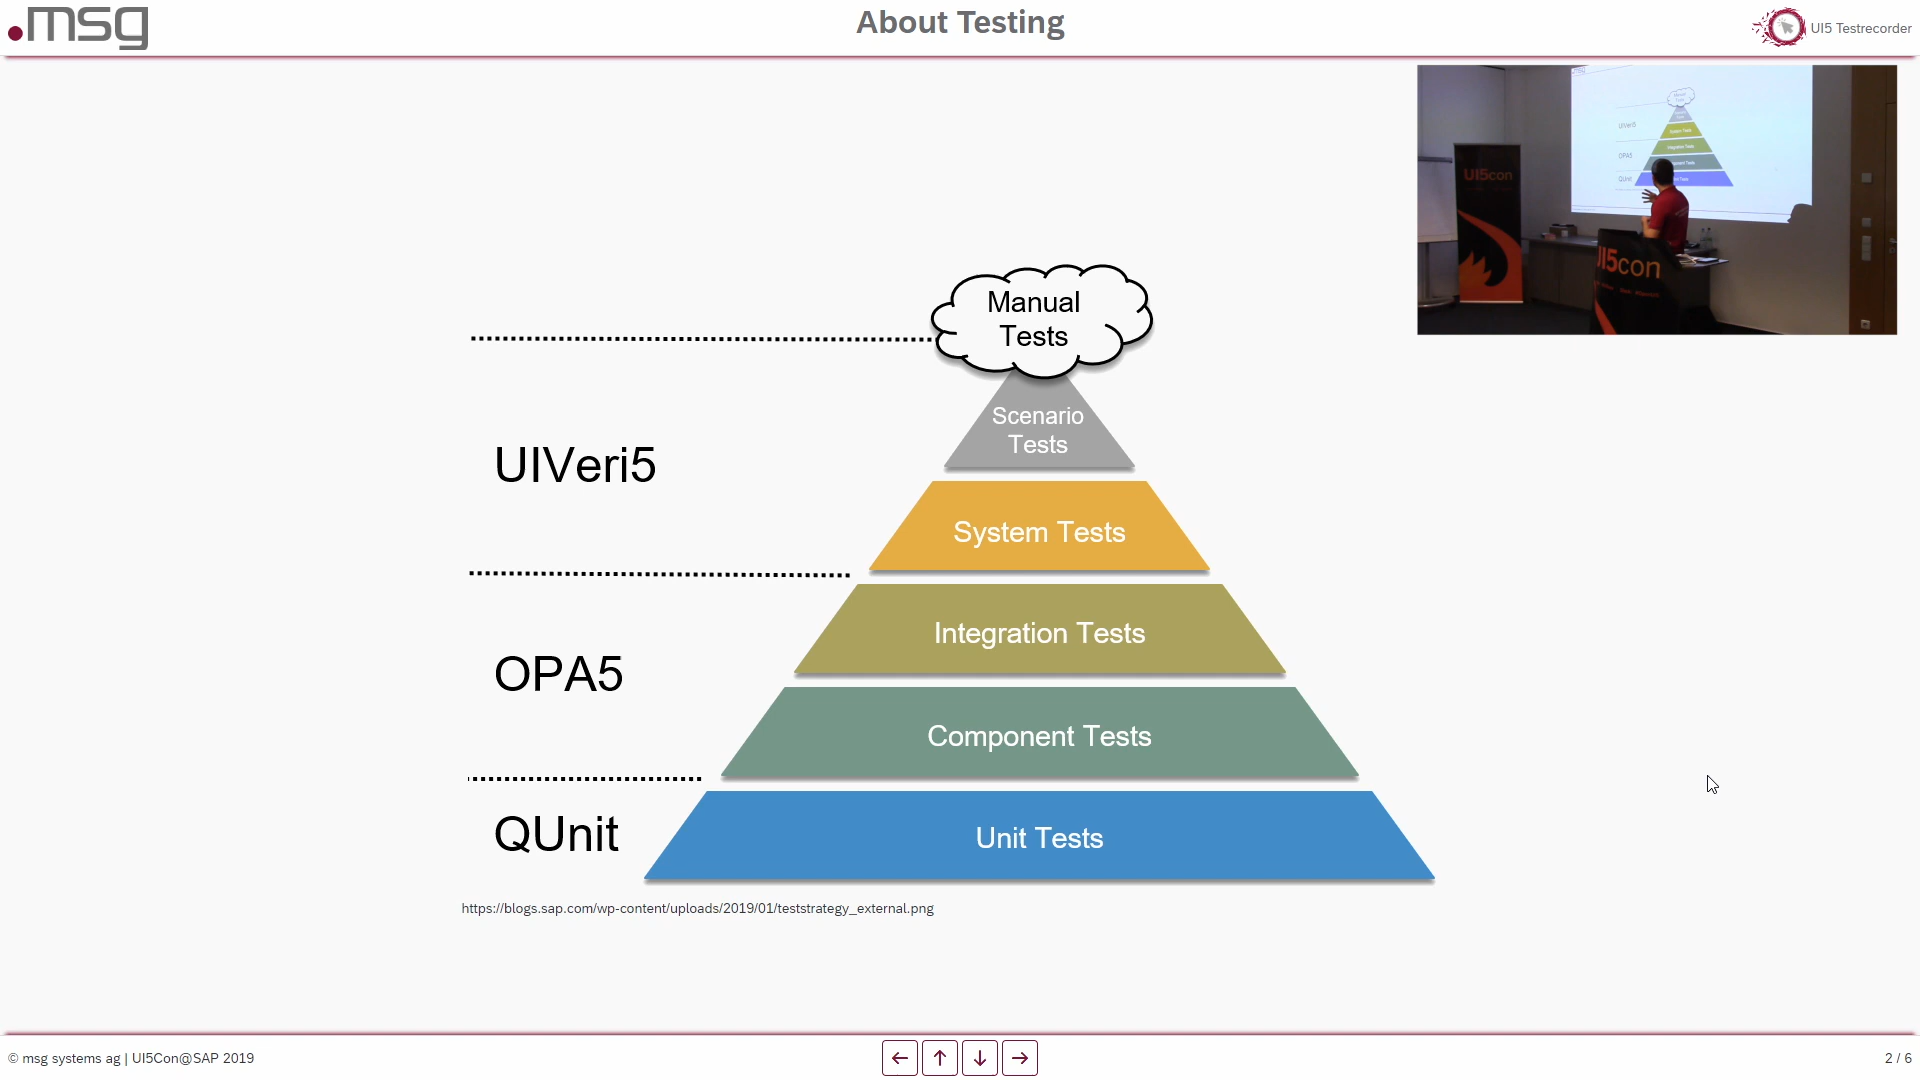 .msg
About Testing
UI5 Testrecorder
Manual
Tests
Scenario
Tests
UIVeri5
System Tests
Integration Tests
OPA5
Component Tests
QUnit
Unit Tests
https://blogs.sap.com/wp-content/uploads/2019/01/teststrategy_external.png
UI5con
UI5con
© msg systems ag | UI5Con@SAP 2019
2 / 6